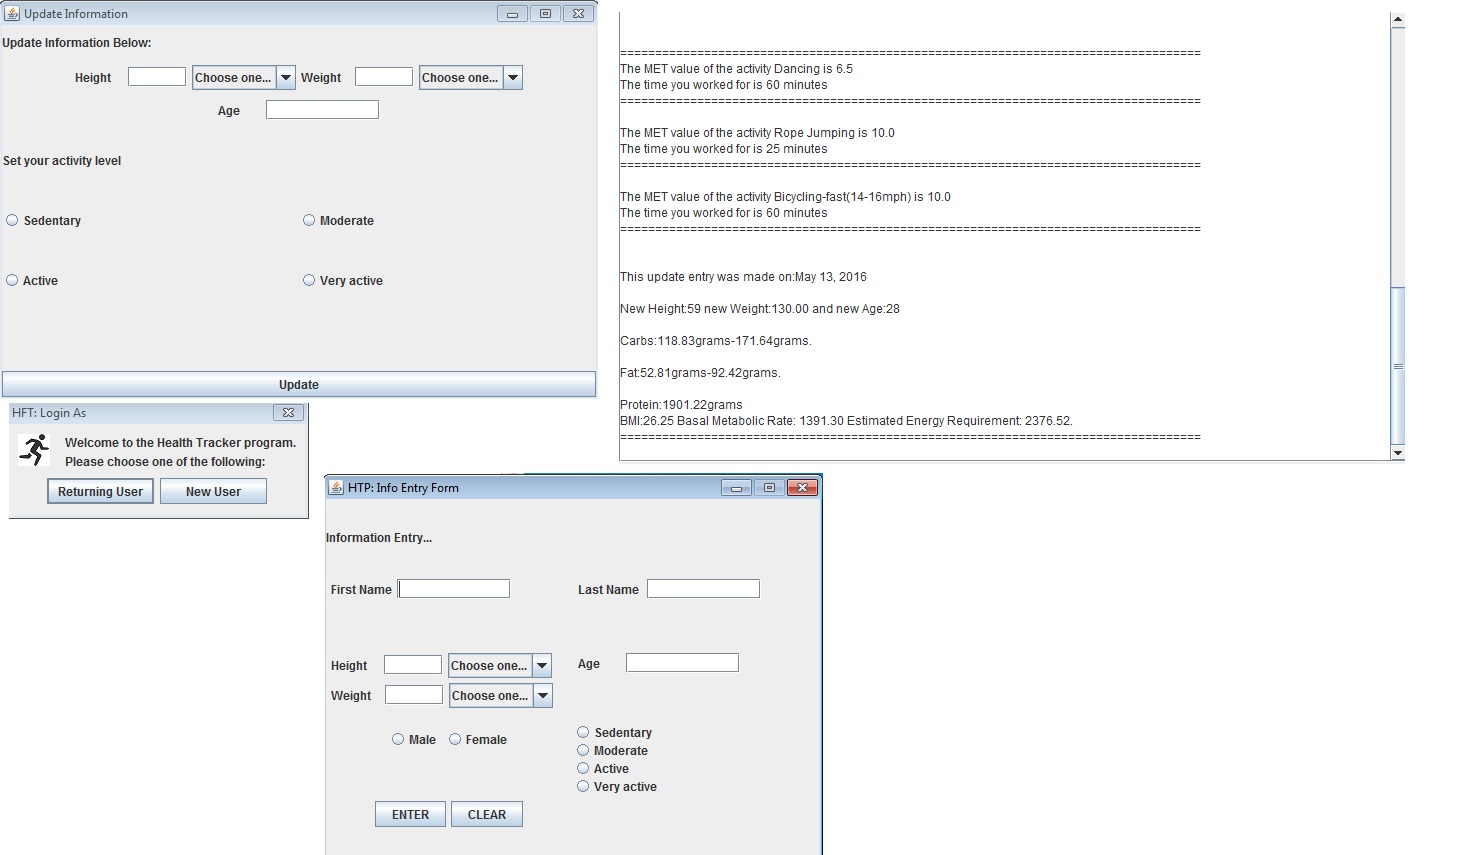 Update Information
Update Information Below:
Height Choose one... Weight Choose one...
Age
Set your activity level
Sedentary Moderate
Active Very active
Update
HFT: Login As
Welcome to the Health Tracker program.
Please choose one of the following:
Returning User New User
===================================================================================
The MET value of the activity Dancing is 6.5
The time you worked for is 60 minutes
===================================================================================
The MET value of the activity Rope Jumping is 10.0
The time you worked for is 25 minutes
===================================================================================
The MET value of the activity Bicycling-fast(14-16mph) is 10.0
The time you worked for is 60 minutes
===================================================================================
This update entry was made on:May 13, 2016
New Height:59 new Weight:130.00 and new Age:28
Carbs:118.83grams-171.64grams.
Fat:52.81grams-92.42grams.
Protein:1901.22grams
BMI:26.25 Basal Metabolic Rate: 1391.30 Estimated Energy Requirement: 2376.52.
===================================================================================
HTP: Info Entry Form
Information Entry...
First Name Last Name
Height Choose one... Age
Weight Choose one...
Male Female
Sedentary
Moderate
Active
Very active
ENTER CLEAR